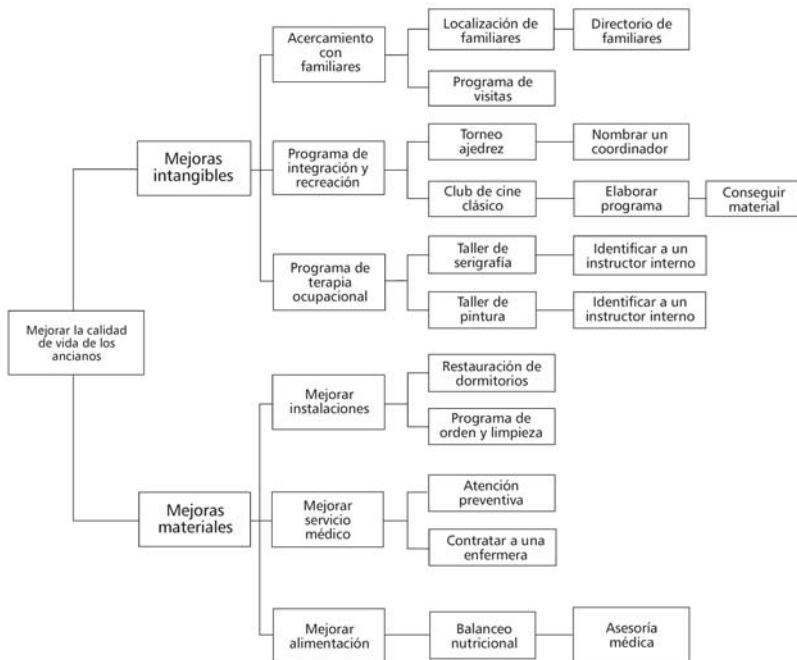 Acercamiento
con
familiares
Localización de
familiares
Directorio de
familiares
Programa de
visitas
Mejoras
intangibles
Programa de
integración y
recreación
Torneo
ajedrez
Nombrar un
coordinador
Club de cine
clásico
Elaborar
programa
Conseguir
material
Programa de
terapia
ocupacional
Taller de
serigrafía
Identificar a un
instructor interno
Taller de
pintura
Identificar a un
instructor interno
Mejorar la calidad
de vida de los
ancianos
Mejorar
instalaciones
Restauración de
dormitorios
Programa de
orden y limpieza
Mejoras
materiales
Mejorar
servicio
médico
Atención
preventiva
Contratar a una
enfermera
Mejorar
alimentación
Balanceo
nutricional
Asesoría
médica